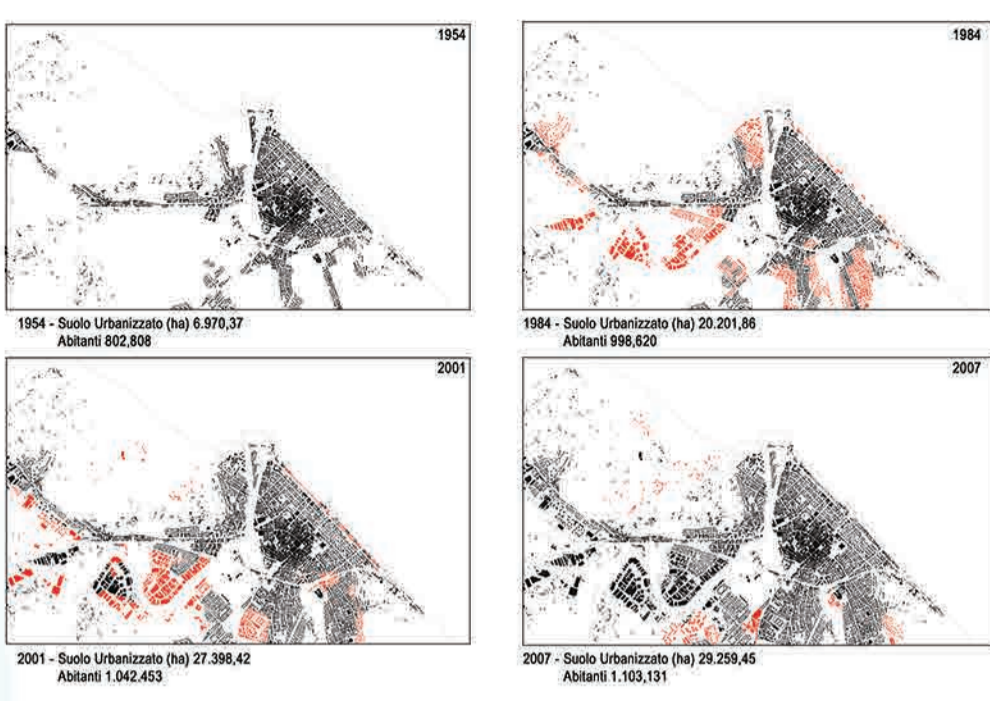 1954
1984
1954 - Suolo Urbanizzato (ha) 6.970,37
Abitanti 802,808
1984 - Suolo Urbanizzato (ha) 20.201,86
Abitanti 998,620
2001
2007
2001 - Suolo Urbanizzato (ha) 27.398,42
Abitanti 1.042.453
2007 - Suolo Urbanizzato (ha) 29.259,45
Abitanti 1.103,131